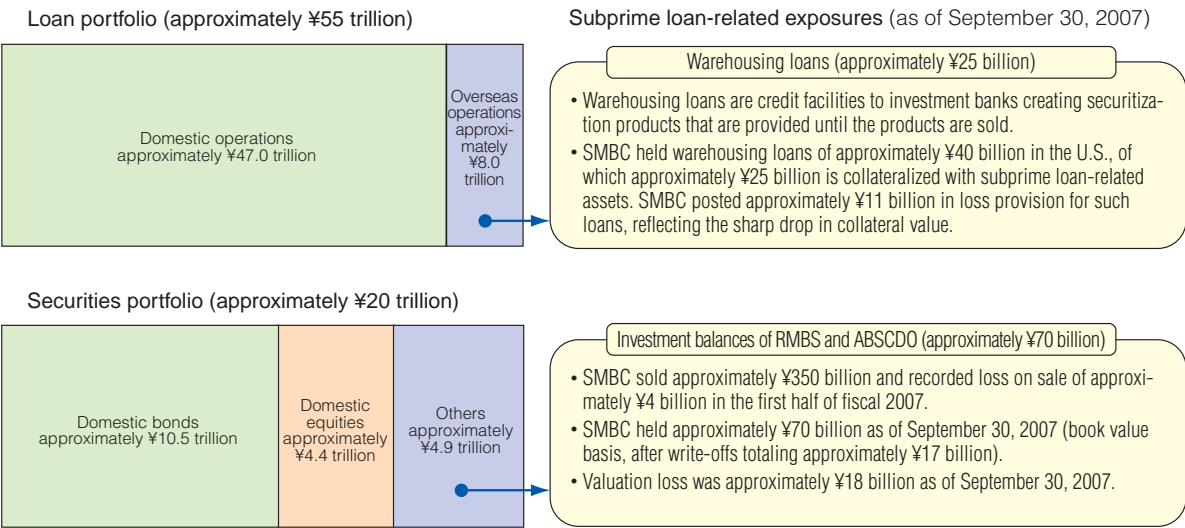 Loan portfolio (approximately ¥55 trillion)
Domestic operations
approximately ¥47.0 trillion
Overseas
operations
approxi-
mately
¥8.0
trillion
Subprime loan-related exposures (as of September 30, 2007)
Warehousing loans (approximately ¥25 billion)
• Warehousing loans are credit facilities to investment banks creating securitiza-
tion products that are provided until the products are sold.
• SMBC held warehousing loans of approximately ¥40 billion in the U.S., of
which approximately ¥25 billion is collateralized with subprime loan-related
assets. SMBC posted approximately ¥11 billion in loss provision for such
loans, reflecting the sharp drop in collateral value.
Securities portfolio (approximately ¥20 trillion)
Domestic bonds
approximately ¥10.5 trillion
Domestic
equities
approximately
¥4.4 trillion
Others
approximately
¥4.9 trillion
Investment balances of RMBS and ABSCDO (approximately ¥70 billion)
• SMBC sold approximately ¥350 billion and recorded loss on sale of approxi-
mately ¥4 billion in the first half of fiscal 2007.
• SMBC held approximately ¥70 billion as of September 30, 2007 (book value
basis, after write-offs totaling approximately ¥17 billion).
• Valuation loss was approximately ¥18 billion as of September 30, 2007.